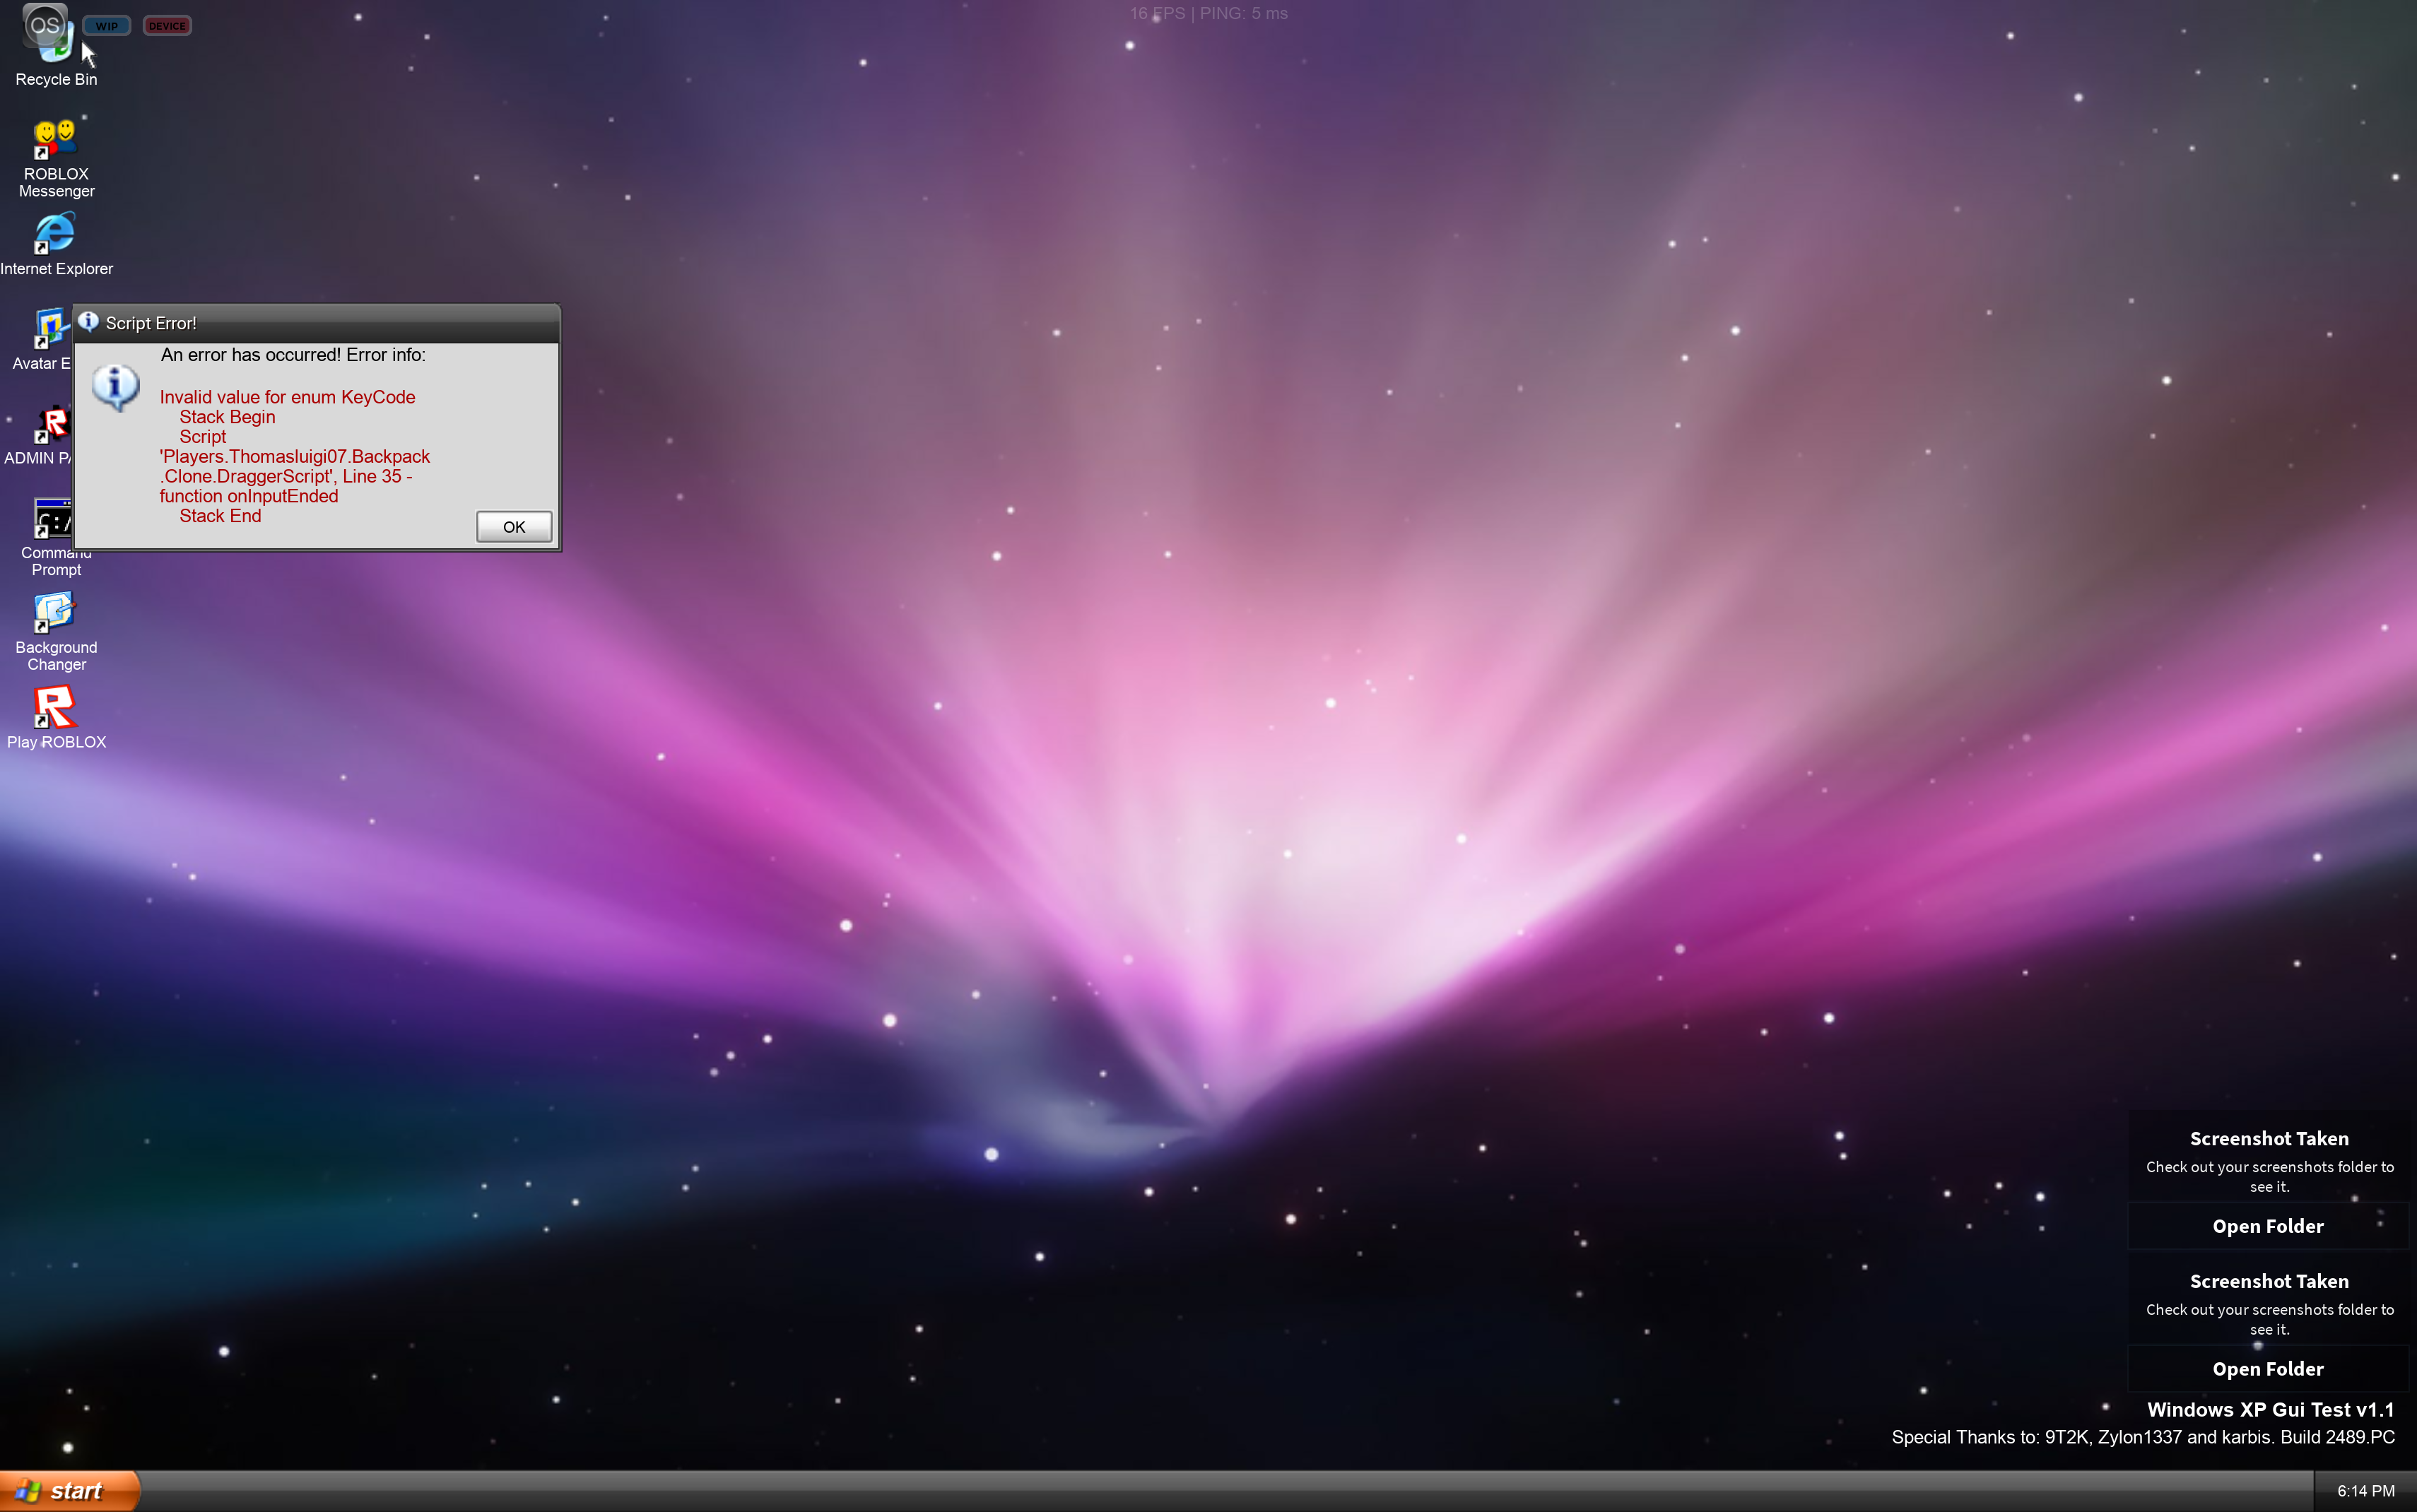 OS WIP DEVICE
16 FPS | PING: 5 ms
Recycle Bin
ROBLOX
Messenger
Internet Explorer
Avatar E
ADMIN PA
C:/
Command
Prompt
Background
Changer
Play ROBLOX
Script Error!
An error has occurred! Error info:
Invalid value for enum KeyCode
Stack Begin
Script
'Players.Thomasluigi07.Backpack
.Clone.DraggerScript', Line 35 -
function onInputEnded
Stack End
OK
Screenshot Taken
Check out your screenshots folder to
see it.
Open Folder
Screenshot Taken
Check out your screenshots folder to
see it.
Open Folder
Windows XP Gui Test v1.1
Special Thanks to: 9T2K, Zylon1337 and karbis. Build 2489.PC
start
6:14 PM